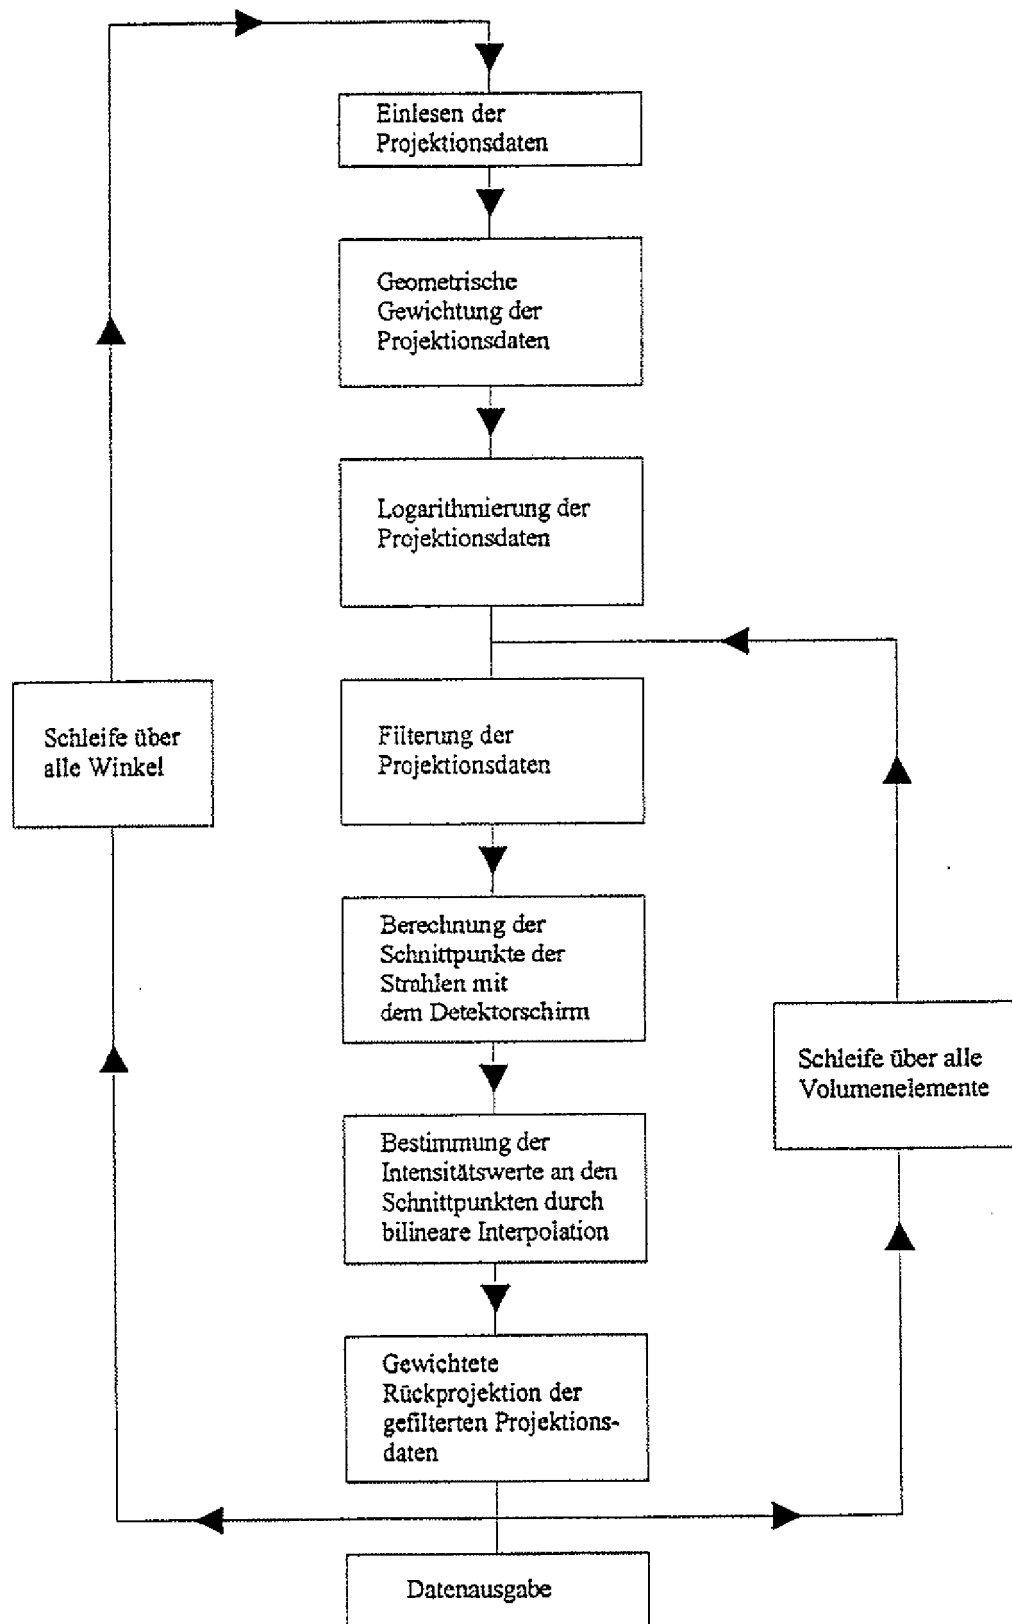 Einlesen der
Projektionsdaten
Geometrische
Gewichtung der
Projektionsdaten
Logarithmierung der
Projektionsdaten
Schleife über
alle Winkel
Filterung der
Projektionsdaten
Berechnung der
Schnittpunkte der
Strahlen mit
dem Detektorschirm
Schleife über alle
Volumenelemente
Bestimmung der
Intensitätswerte an den
Schnittpunkten durch
bilineare Interpolation
Gewichtete
Rückprojektion der
gefilterten Projektions-
daten
Datenausgabe